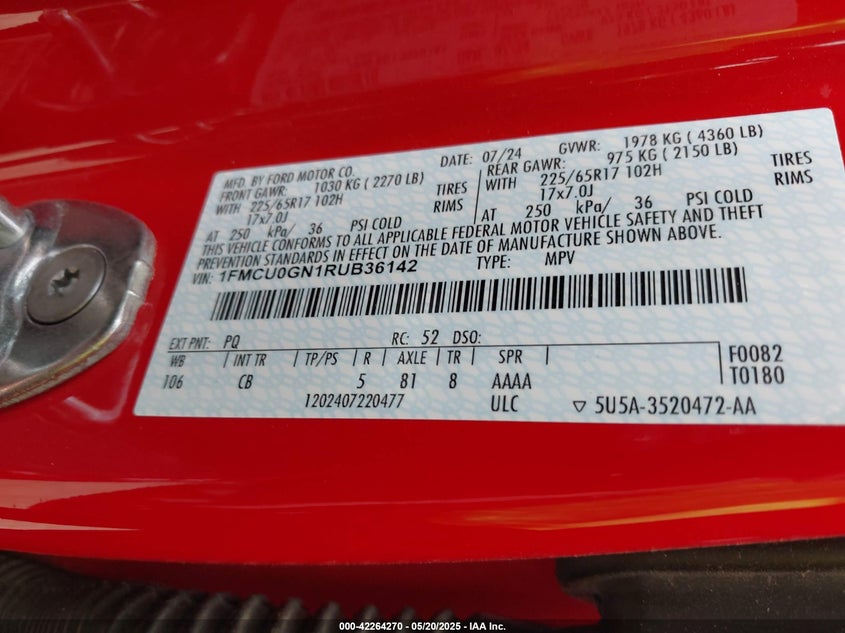 MFD. BY FORD MOTOR CO. DATE: 07/24 GVWR: 1978 KG ( 4360 LB)
FRONT GAWR: 1030 KG ( 2270 LB) REAR GAWR: 975 KG ( 2150 LB)
WITH 225/65R17 102H TIRES WITH 225/65R17 102H TIRES
17x7.0J RIMS 17x7.0J RIMS
AT 250 kPa/ 36 PSI COLD AT 250 kPa/ 36 PSI COLD
THIS VEHICLE CONFORMS TO ALL APPLICABLE FEDERAL MOTOR VEHICLE SAFETY AND THEFT
PREVENTION STANDARDS IN EFFECT ON THE DATE OF MANUFACTURE SHOWN ABOVE.
VIN: 1FMCU0GN1RUB36142 TYPE: MPV
EXT PNT: PQ RC: 52 DSO:
WB INT TR TP/PS R AXLE TR SPR F0082
106 CB 5 81 8 AAAA T0180
1202407220477 ULC ▽ 5U5A-3520472-AA
000-42264270 — 05/20/2025 — IAA Inc.